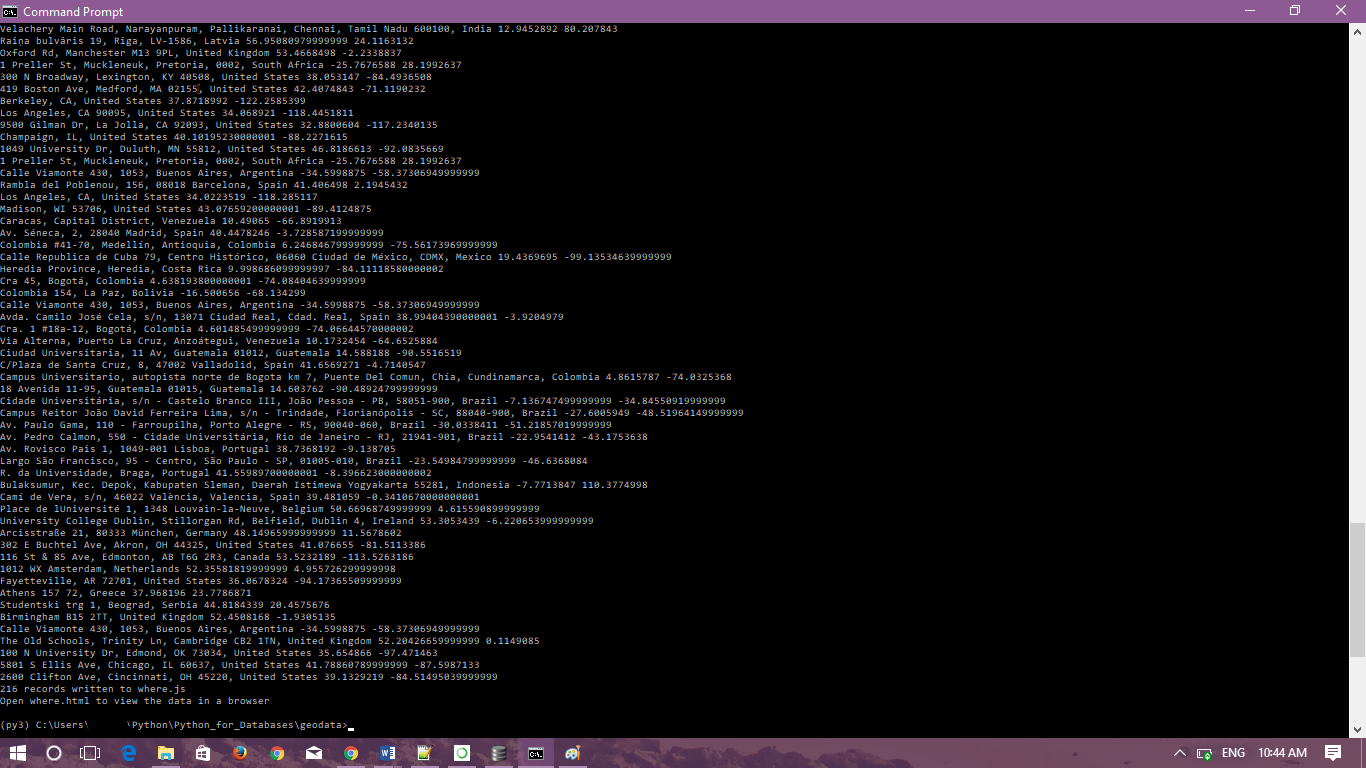 Command Prompt
Velachery Main Road, Narayanpuram, Pallikaranai, Chennai, Tamil Nadu 600100, India 12.9452892 80.207843
Raiņa bulvāris 19, Rīga, LV-1586, Latvia 56.95080979999999 24.1163132
Oxford Rd, Manchester M13 9PL, United Kingdom 53.4668498 -2.2338837
1 Preller St, Muckleneuk, Pretoria, 0002, South Africa -25.7676588 28.1992637
300 N Broadway, Lexington, KY 40508, United States 38.053147 -84.4936508
419 Boston Ave, Medford, MA 02155, United States 42.4074843 -71.1190232
Berkeley, CA, United States 37.8718992 -122.2585399
Los Angeles, CA 90095, United States 34.068921 -118.4451811
9500 Gilman Dr, La Jolla, CA 92093, United States 32.8800604 -117.2340135
Champaign, IL, United States 40.10195230000001 -88.2271615
1049 University Dr, Duluth, MN 55812, United States 46.8186613 -92.0835669
1 Preller St, Muckleneuk, Pretoria, 0002, South Africa -25.7676588 28.1992637
Calle Viamonte 430, 1053, Buenos Aires, Argentina -34.5998875 -58.37306949999999
Rambla del Poblenou, 156, 08018 Barcelona, Spain 41.406498 2.1945432
Los Angeles, CA, United States 34.0223519 -118.285117
Madison, WI 53706, United States 43.07659200000001 -89.4124875
Caracas, Capital District, Venezuela 10.49065 -66.8919913
Av. Séneca, 2, 28040 Madrid, Spain 40.4478246 -3.728587199999999
Colombia #41-70, Medellín, Antioquia, Colombia 6.246846799999999 -75.56173969999999
Calle Republica de Cuba 79, Centro Histórico, 06060 Ciudad de México, CDMX, Mexico 19.4369695 -99.13534639999999
Heredia Province, Heredia, Costa Rica 9.998686099999997 -84.11118580000002
Cra 45, Bogotá, Colombia 4.638193800000001 -74.08404639999999
Colombia 154, La Paz, Bolivia -16.500656 -68.134299
Calle Viamonte 430, 1053, Buenos Aires, Argentina -34.5998875 -58.37306949999999
Avda. Camilo José Cela, s/n, 13071 Ciudad Real, Cdad. Real, Spain 38.99404390000001 -3.9204979
Cra. 1 #18a-12, Bogotá, Colombia 4.601485499999999 -74.06644570000002
Via Alterna, Puerto La Cruz, Anzoátegui, Venezuela 10.1732454 -64.6525884
Ciudad Universitaria, 11 Av, Guatemala 01012, Guatemala 14.588188 -90.5516519
C/Plaza de Santa Cruz, 8, 47002 Valladolid, Spain 41.6569271 -4.7140547
Campus Universitario, autopista norte de Bogota km 7, Puente Del Comun, Chía, Cundinamarca, Colombia 4.8615787 -74.0325368
18 Avenida 11-95, Guatemala 01015, Guatemala 14.603762 -90.48924799999999
Cidade Universitária, s/n - Castelo Branco III, João Pessoa - PB, 58051-900, Brazil -7.136747499999999 -34.84550919999999
Campus Reitor João David Ferreira Lima, s/n - Trindade, Florianópolis - SC, 88040-900, Brazil -27.6005949 -48.51964149999999
Av. Paulo Gama, 110 - Farroupilha, Porto Alegre - RS, 90040-060, Brazil -30.0338411 -51.21857019999999
Av. Pedro Calmon, 550 - Cidade Universitária, Rio de Janeiro - RJ, 21941-901, Brazil -22.9541412 -43.1753638
Av. Rovisco Pais 1, 1049-001 Lisboa, Portugal 38.7368192 -9.138705
Largo São Francisco, 95 - Centro, São Paulo - SP, 01005-010, Brazil -23.54984799999999 -46.6368084
R. da Universidade, Braga, Portugal 41.55989700000001 -8.396623000000002
Bulaksumur, Kec. Depok, Kabupaten Sleman, Daerah Istimewa Yogyakarta 55281, Indonesia -7.7713847 110.3774998
Camí de Vera, s/n, 46022 València, Valencia, Spain 39.481059 -0.3410670000000001
Place de lUniversité 1, 1348 Louvain-la-Neuve, Belgium 50.66968749999999 4.615590899999999
University College Dublin, Stillorgan Rd, Belfield, Dublin 4, Ireland 53.3053439 -6.220653999999999
Arcisstraße 21, 80333 München, Germany 48.14965999999999 11.5678602
302 E Buchtel Ave, Akron, OH 44325, United States 41.076655 -81.5113386
116 St & 85 Ave, Edmonton, AB T6G 2R3, Canada 53.5232189 -113.5263186
1012 WX Amsterdam, Netherlands 52.35581819999999 4.955726299999998
Fayetteville, AR 72701, United States 36.0678324 -94.17365509999999
Athens 157 72, Greece 37.968196 23.7786871
Studentski trg 1, Beograd, Serbia 44.8184339 20.4575676
Birmingham B15 2TT, United Kingdom 52.4508168 -1.9305135
Calle Viamonte 430, 1053, Buenos Aires, Argentina -34.5998875 -58.37306949999999
The Old Schools, Trinity Ln, Cambridge CB2 1TN, United Kingdom 52.20426659999999 0.1149085
100 N University Dr, Edmond, OK 73034, United States 35.654866 -97.471463
5801 S Ellis Ave, Chicago, IL 60637, United States 41.78860789999999 -87.5987133
2600 Clifton Ave, Cincinnati, OH 45220, United States 39.1329219 -84.51495039999999
216 records written to where.js
Open where.html to view the data in a browser
(py3) C:\Users\ \Python\Python_for_Databases\geodata>
ENG 10:44 AM